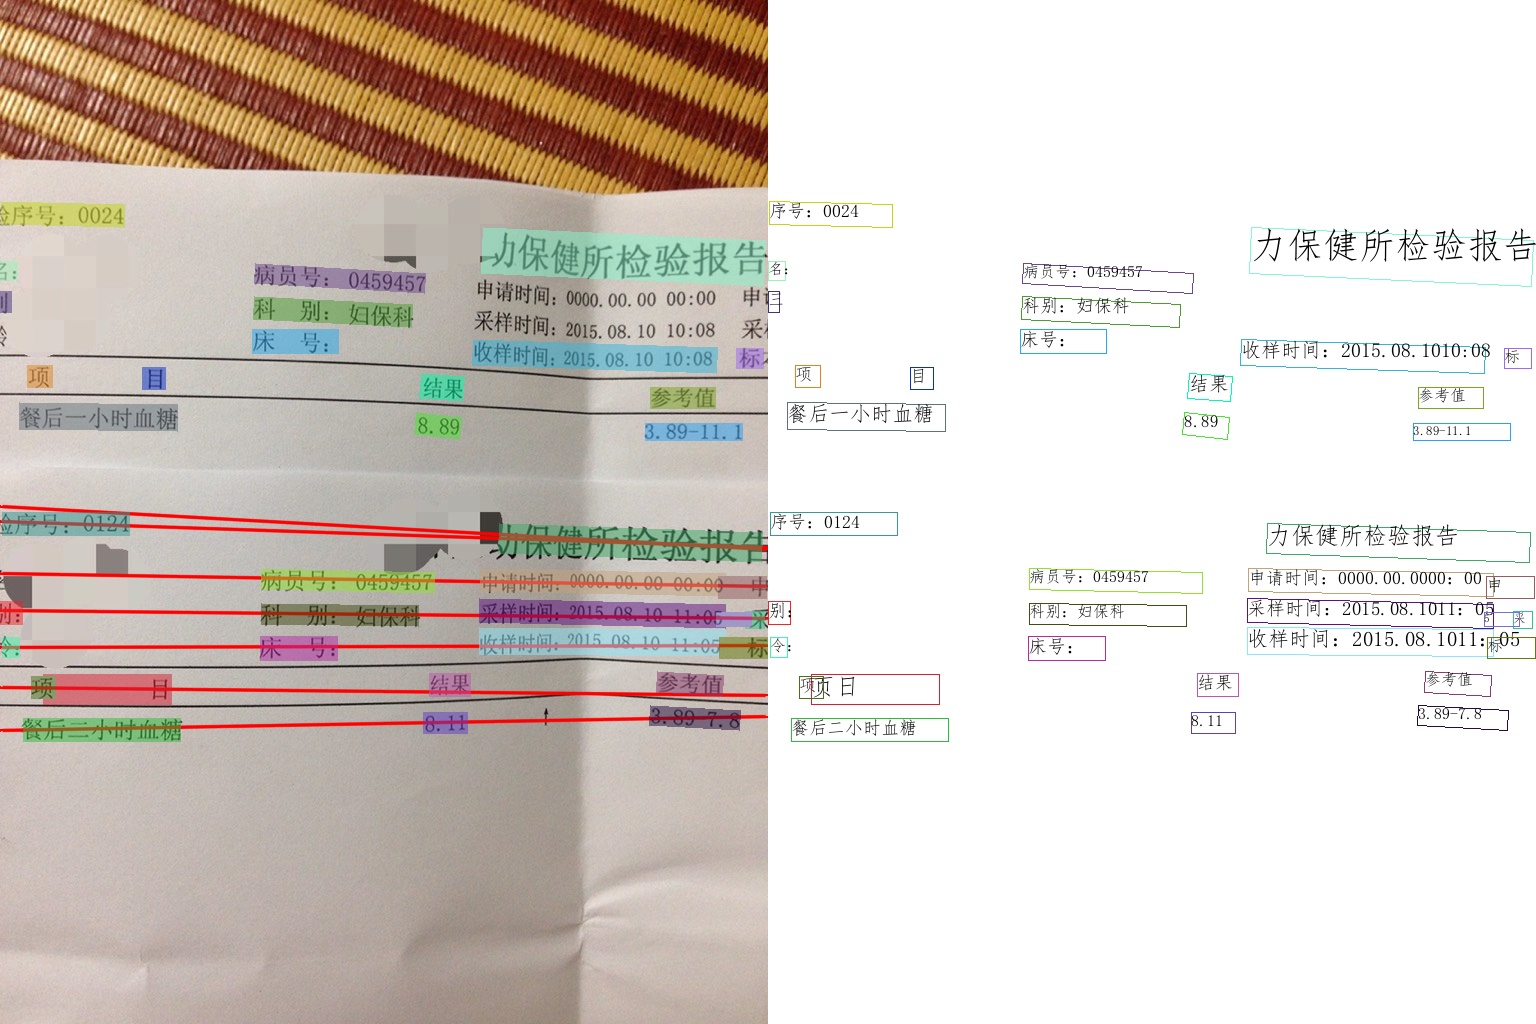 验序号: 0024
力保健所检验报告
名:
病员号: 0459457
申请时间: 0000.00.00 00:00
科 别: 妇保科
采样时间: 2015.08.10 10:08
床 号:
收样时间: 2015.08.10 10:08
标
项 目 结果 参考值
餐后一小时血糖 8.89 3.89-11.1
验序号: 0124
幼保健所检验报告
病员号: 0459457
申请时间: 0000.00.00 00:00
申
别:
科 别: 妇保科
采样时间: 2015.08.10 11:05
采
床 号:
收样时间: 2015.08.10 11:05
标
项 目 结果 参考值
餐后二小时血糖 8.11 3.89-7.8
序号: 0024
力保健所检验报告
名:
病员号: 0459457
三
科别: 妇保科
床号:
收样时间: 2015.08.1010:08
标
项 目 结果 参考值
餐后一小时血糖 8.89 3.89-11.1
序号: 0124
力保健所检验报告
病员号: 0459457
申请时间: 0000.00.0000: 00
申
别:
科别: 妇保科
采样时间: 2015.08.1011: 05
采
令:
床号:
收样时间: 2015.08.1011: 05
标
项 页日 结果 参考值
餐后二小时血糖 8.11 3.89-7.8